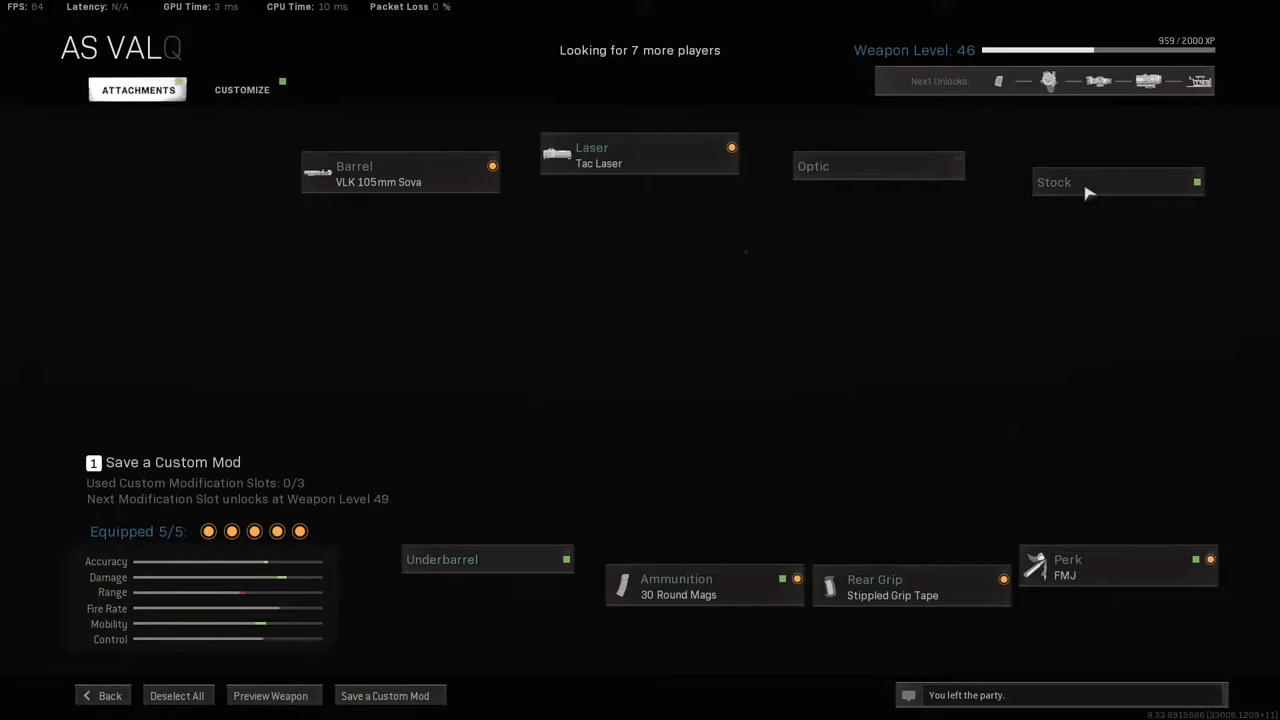 FPS: 64 Latency: N/A GPU Time: 3 ms CPU Time: 10 ms Packet Loss 0 %
AS VALQ
Looking for 7 more players
Weapon Level: 46
959 / 2000 XP
Next Unlocks:
ATTACHMENTS
CUSTOMIZE
Barrel
VLK 105mm Sova
Laser
Tac Laser
Optic
Stock
1 Save a Custom Mod
Used Custom Modification Slots: 0/3
Next Modification Slot unlocks at Weapon Level 49
Equipped 5/5:
Accuracy
Damage
Range
Fire Rate
Mobility
Control
Underbarrel
Ammunition
30 Round Mags
Rear Grip
Stippled Grip Tape
Perk
FMJ
Back
Deselect All
Preview Weapon
Save a Custom Mod
You left the party.